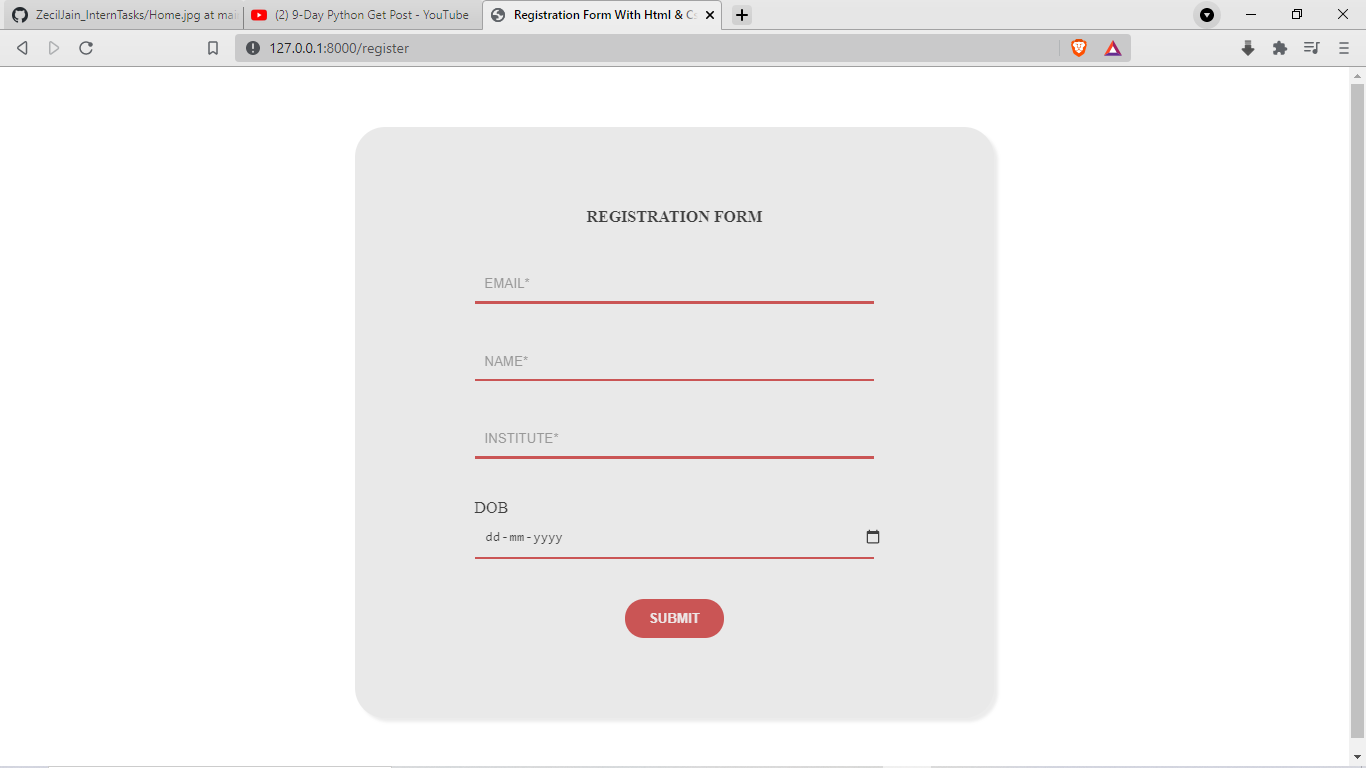 ZecilJain_InternTasks/Home.jpg at mai
(2) 9-Day Python Get Post - YouTube
Registration Form With Html & Cs
127.0.0.1:8000/register
REGISTRATION FORM
EMAIL*
NAME*
INSTITUTE*
DOB
dd-mm-yyyy
SUBMIT